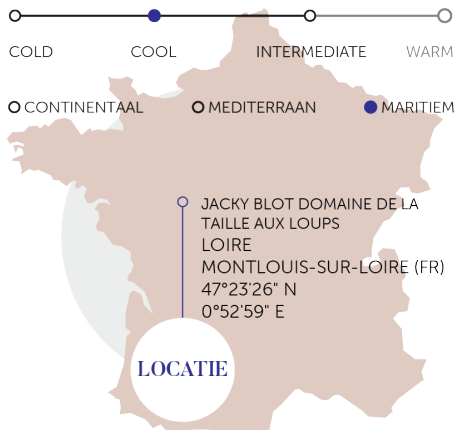 COLD COOL INTERMEDIATE WARM
CONTINENTAAL MEDITERRAAN MARITIEM
JACKY BLOT DOMAINE DE LA
TAILLE AUX LOUPS
LOIRE
MONTLOUIS-SUR-LOIRE (FR)
47°23'26" N
0°52'59" E
LOCATIE